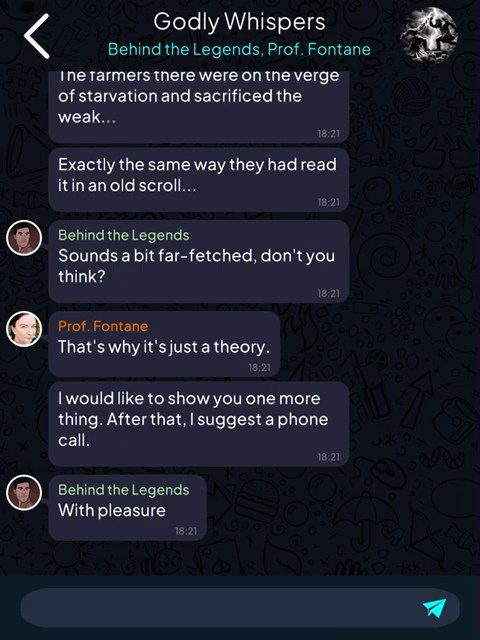 Godly Whispers
Behind the Legends, Prof. Fontane
The farmers there were on the verge
of starvation and sacrificed the
weak...
18:21
Exactly the same way they had read
it in an old scroll...
18:21
Behind the Legends
Sounds a bit far-fetched, don't you
think?
18:21
Prof. Fontane
That's why it's just a theory.
18:21
I would like to show you one more
thing. After that, I suggest a phone
call.
18:21
Behind the Legends
With pleasure
18:21